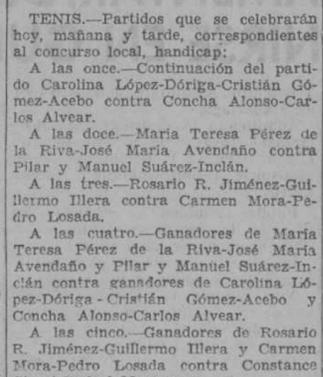 TENIS.—Partidos que se celebrarán
hoy, mañana y tarde, correspondientes
al concurso local, handicap:
A las once.—Continuación del parti-
do Carolina López-Dóriga-Cristián Gó-
mez-Acebo contra Concha Alonso-Car-
los Alvear.
A las doce.—María Teresa Pérez de
la Riva-José María Avendaño contra
Pilar y Manuel Suárez-Inclán.
A las tres.—Rosario R. Jiménez-Gui-
llermo Illera contra Carmen Mora-Pe-
dro Losada.
A las cuatro.—Ganadores de María
Teresa Pérez de la Riva-José María
Avendaño y Pilar y Manuel Suárez-In-
clán contra ganadores de Carolina Ló-
pez-Dóriga - Cristián Gómez-Acebo y
Concha Alonso-Carlos Alvear.
A las cinco.—Ganadores de Rosario
R. Jiménez-Guillermo Illera y Carmen
Mora-Pedro Losada contra Constance